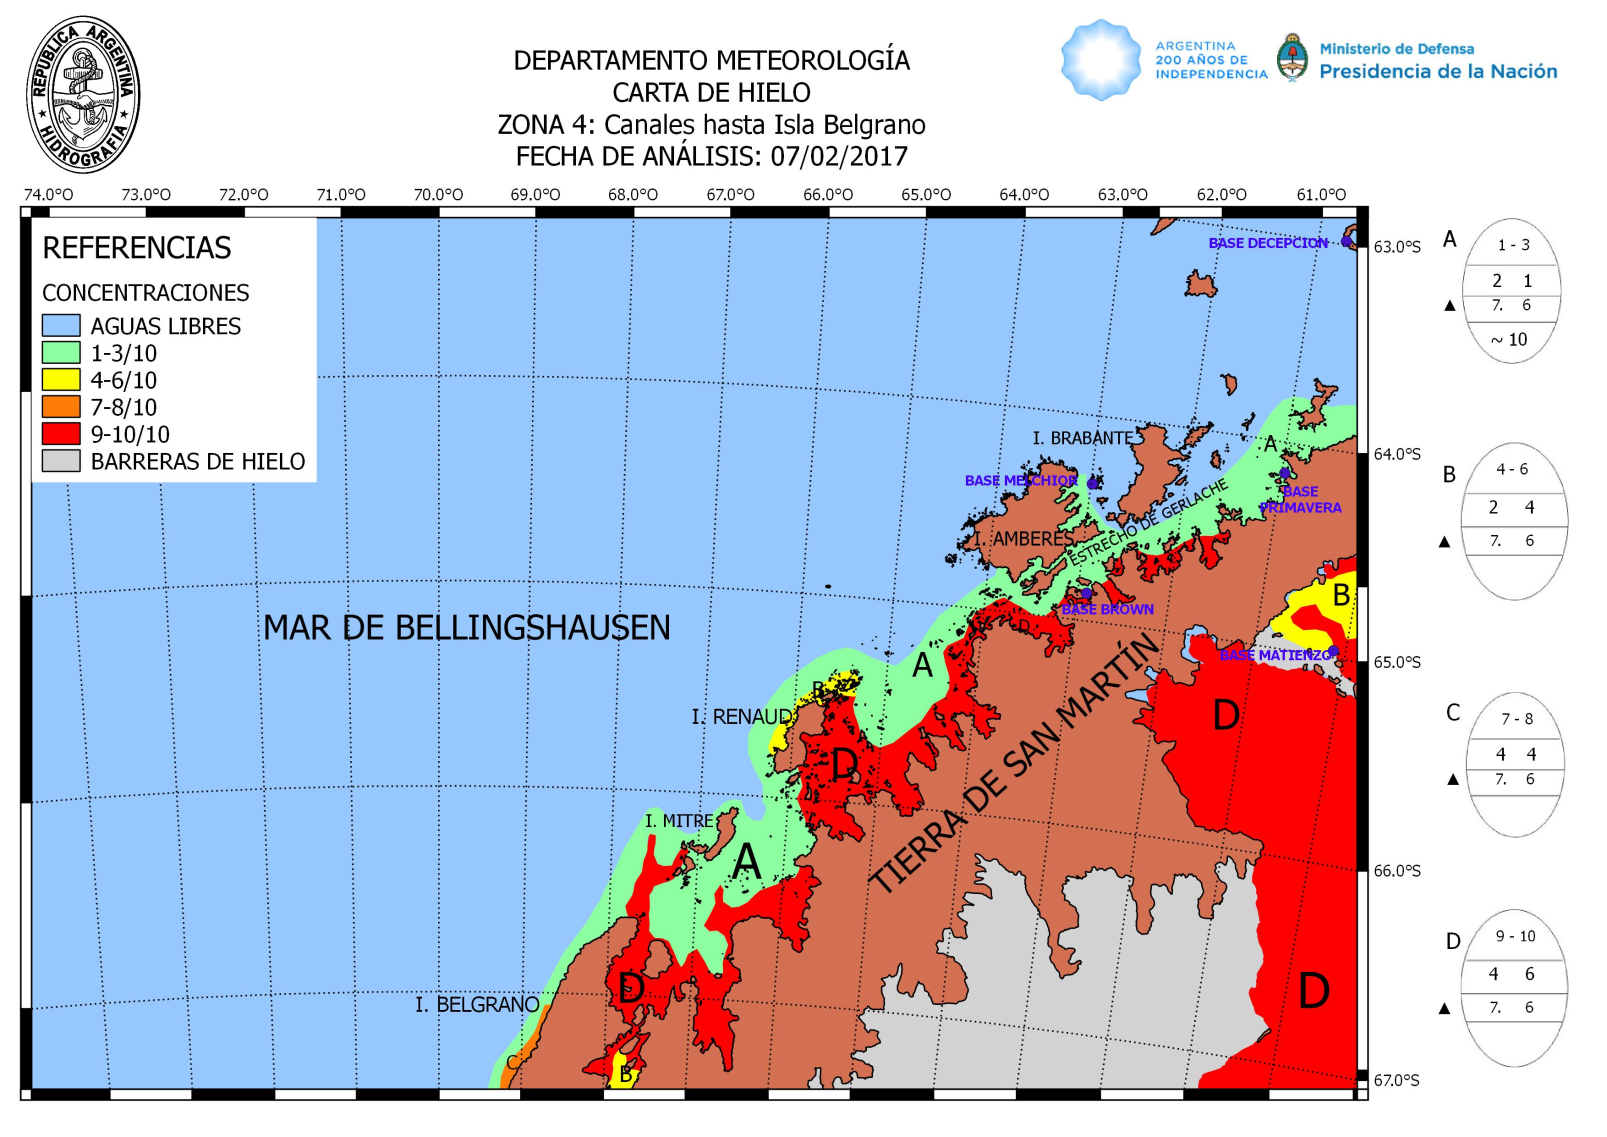 REPUBLICA ARGENTINA
★ HIDROGRAFIA ★
DEPARTAMENTO METEOROLOGÍA
CARTA DE HIELO
ZONA 4: Canales hasta Isla Belgrano
FECHA DE ANÁLISIS: 07/02/2017
ARGENTINA
200 AÑOS DE
INDEPENDENCIA
Ministerio de Defensa
Presidencia de la Nación
74.0°O 73.0°O 72.0°O 71.0°O 70.0°O 69.0°O 68.0°O 67.0°O 66.0°O 65.0°O 64.0°O 63.0°O 62.0°O 61.0°O
REFERENCIAS
CONCENTRACIONES
AGUAS LIBRES
1-3/10
4-6/10
7-8/10
9-10/10
BARRERAS DE HIELO
BASE DECEPCION
63.0°S
I. BRABANTE
A
64.0°S
BASE MELCHIOR
BASE
PRIMAVERA
ESTRECHO DE GERLACHE
I. AMBERES
BASE BROWN
B
D
MAR DE BELLINGSHAUSEN
BASE MATIENZO
65.0°S
A
B
I. RENAUD
D
D
TIERRA DE SAN MARTÍN
I. MITRE
A
66.0°S
D
D
I. BELGRANO
C
B
67.0°S
A
1 - 3
2 1
▲ 7. 6
~ 10
B
4 - 6
2 4
▲ 7. 6
C
7 - 8
4 4
▲ 7. 6
D
9 - 10
4 6
▲ 7. 6